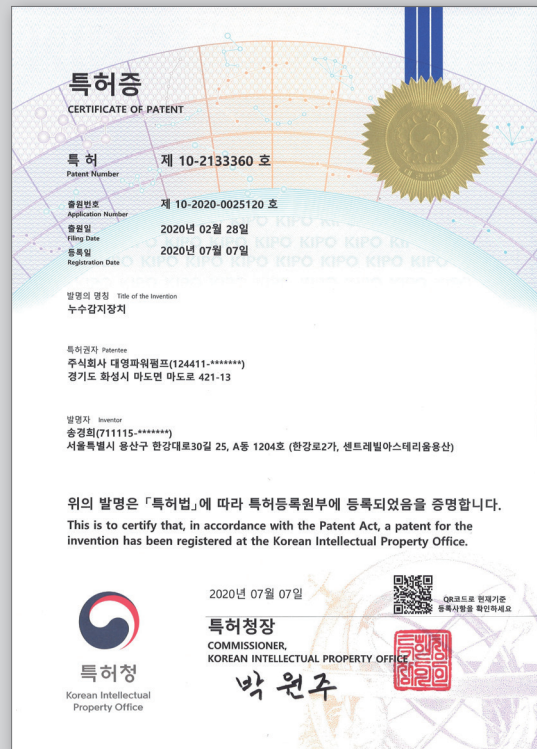 특허증
CERTIFICATE OF PATENT
특 허 제 10-2133360 호
Patent Number
출원번호 제 10-2020-0025120 호
Application Number
출원일 2020년 02월 28일
Filing Date
등록일 2020년 07월 07일
Registration Date
KIPO KIPO KIPO KIPO
발명의 명칭 Title of the Invention
누수감지장치
특허권자 Patentee
주식회사 대영파워펌프(124411-*******)
경기도 화성시 마도면 마도로 421-13
발명자 Inventor
송경희(711115-*******)
서울특별시 용산구 한강대로30길 25, A동 1204호 (한강로2가, 센트레빌아스테리움용산)
위의 발명은 「특허법」에 따라 특허등록원부에 등록되었음을 증명합니다.
This is to certify that, in accordance with the Patent Act, a patent for the
invention has been registered at the Korean Intellectual Property Office.
2020년 07월 07일
QR코드로 현재기준
등록사항을 확인하세요
특허청장
COMMISSIONER,
KOREAN INTELLECTUAL PROPERTY OFFICE
박원주
특허청
Korean Intellectual
Property Office